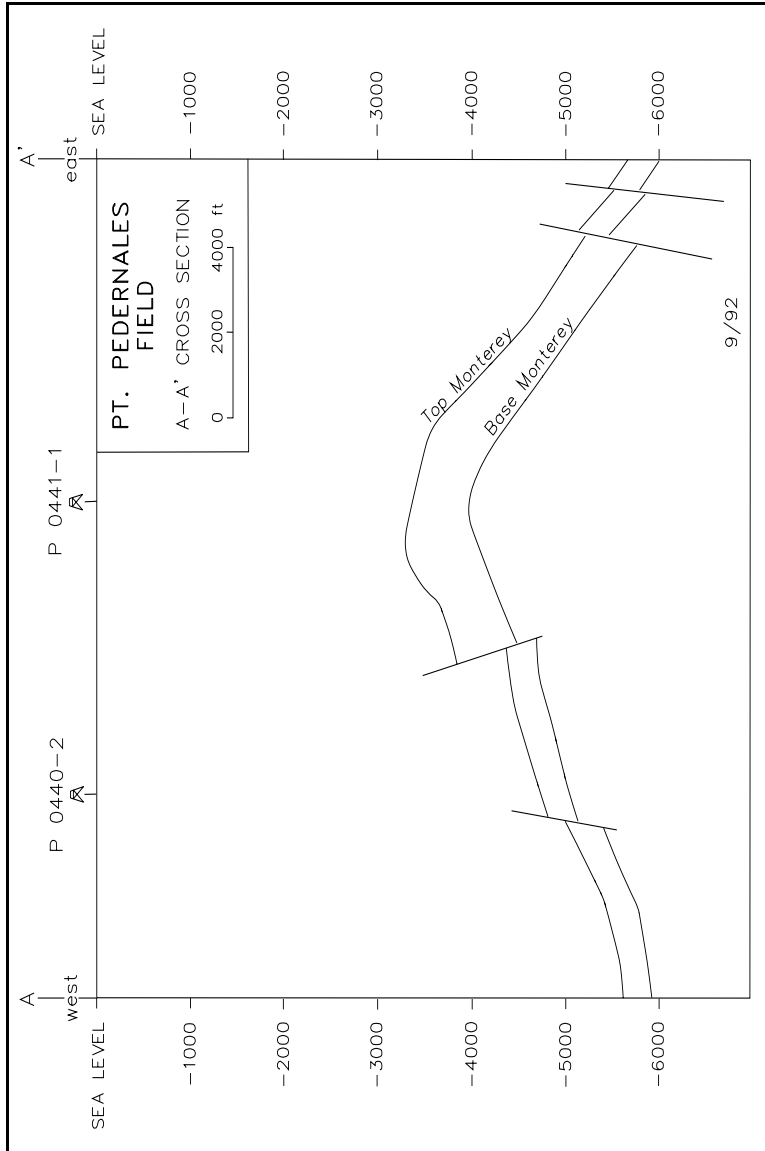 A
A'
west
east
P 0440-2
P 0441-1
PT. PEDERNALES
FIELD
A-A' CROSS SECTION
0 2000 4000 ft
SEA LEVEL
-1000
-2000
-3000
-4000
-5000
-6000
SEA LEVEL
-1000
-2000
-3000
-4000
-5000
-6000
Top Monterey
Base Monterey
9/92